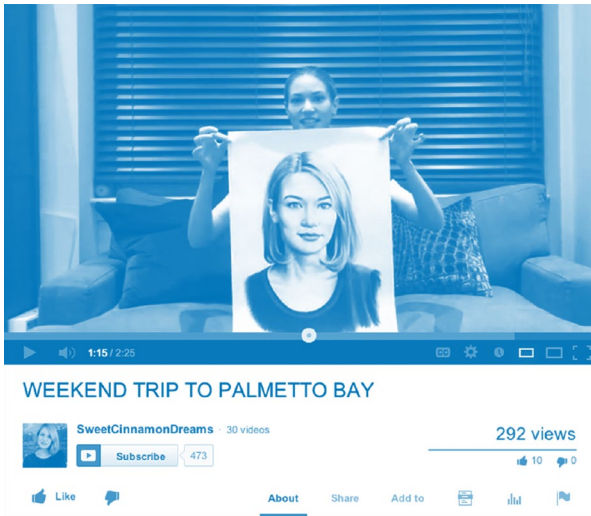 CC
1:15 / 2:25
WEEKEND TRIP TO PALMETTO BAY
SweetCinnamonDreams · 30 videos
Subscribe 473
292 views
10 0
Like
About Share Add to